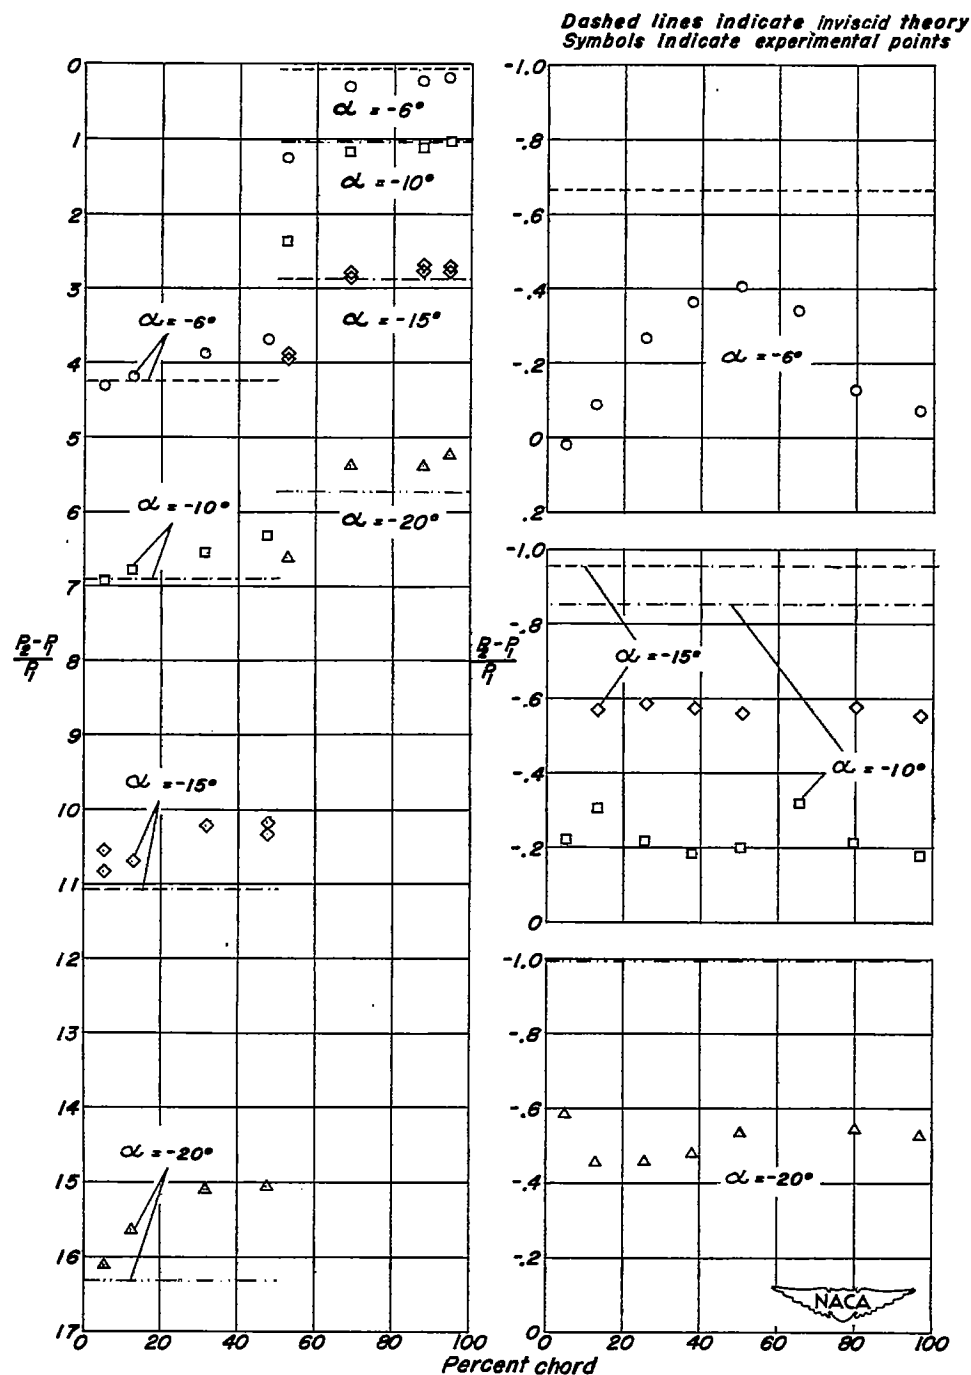 Dashed lines indicate inviscid theory
Symbols indicate experimental points
0
1
2
3
4
5
6
7
8
9
10
11
12
13
14
15
16
17
P₂-P₁
P₁
α = -6°
α = -10°
α = -15°
α = -6°
α = -10°
α = -20°
α = -15°
α = -20°
0 20 40 60 80 100
-1.0
-.8
-.6
-.4
-.2
0
.2
α = -6°
P₂-P₁
P₁
-1.0
-.8
-.6
-.4
-.2
0
α = -15°
α = -10°
-1.0
-.8
-.6
-.4
-.2
0
α = -20°
NACA
0 20 40 60 80 100
Percent chord